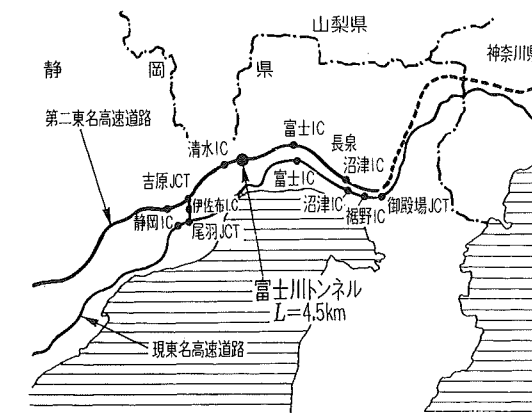 山梨県
神奈川県
静岡県
第二東名高速道路
清水IC
富士IC
長泉
沼津IC
吉原JCT
富士IC
伊佐布I.C
沼津IC
御殿場JCT
静岡IC
裾野IC
尾羽JCT
富士川トンネル
L=4.5km
現東名高速道路